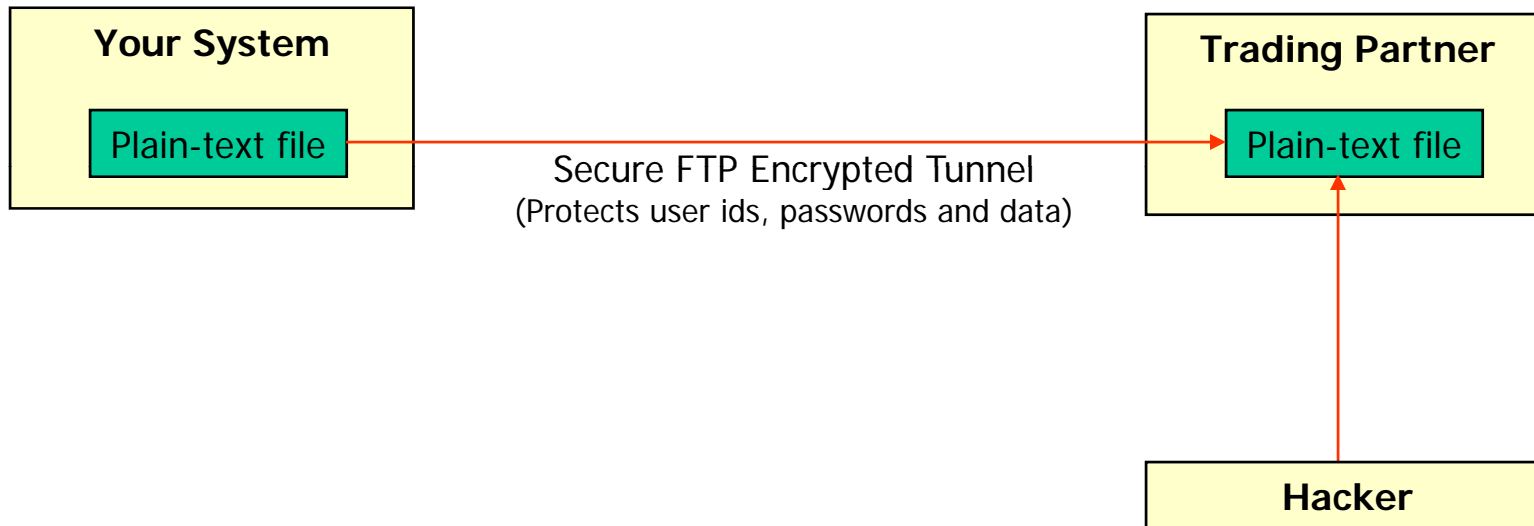 Your System
Plain-text file
Trading Partner
Plain-text file
Secure FTP Encrypted Tunnel
(Protects user ids, passwords and data)
Hacker